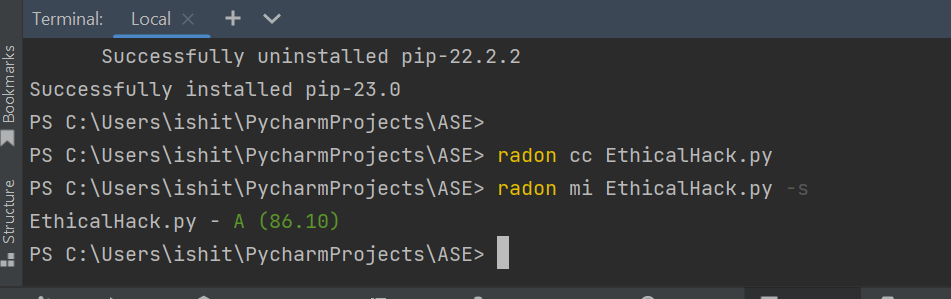 Terminal: Local × +
Successfully uninstalled pip-22.2.2
Successfully installed pip-23.0
PS C:\Users\ishit\PycharmProjects\ASE>
PS C:\Users\ishit\PycharmProjects\ASE> radon cc EthicalHack.py
PS C:\Users\ishit\PycharmProjects\ASE> radon mi EthicalHack.py -s
EthicalHack.py - A (86.10)
PS C:\Users\ishit\PycharmProjects\ASE>
Bookmarks
Structure